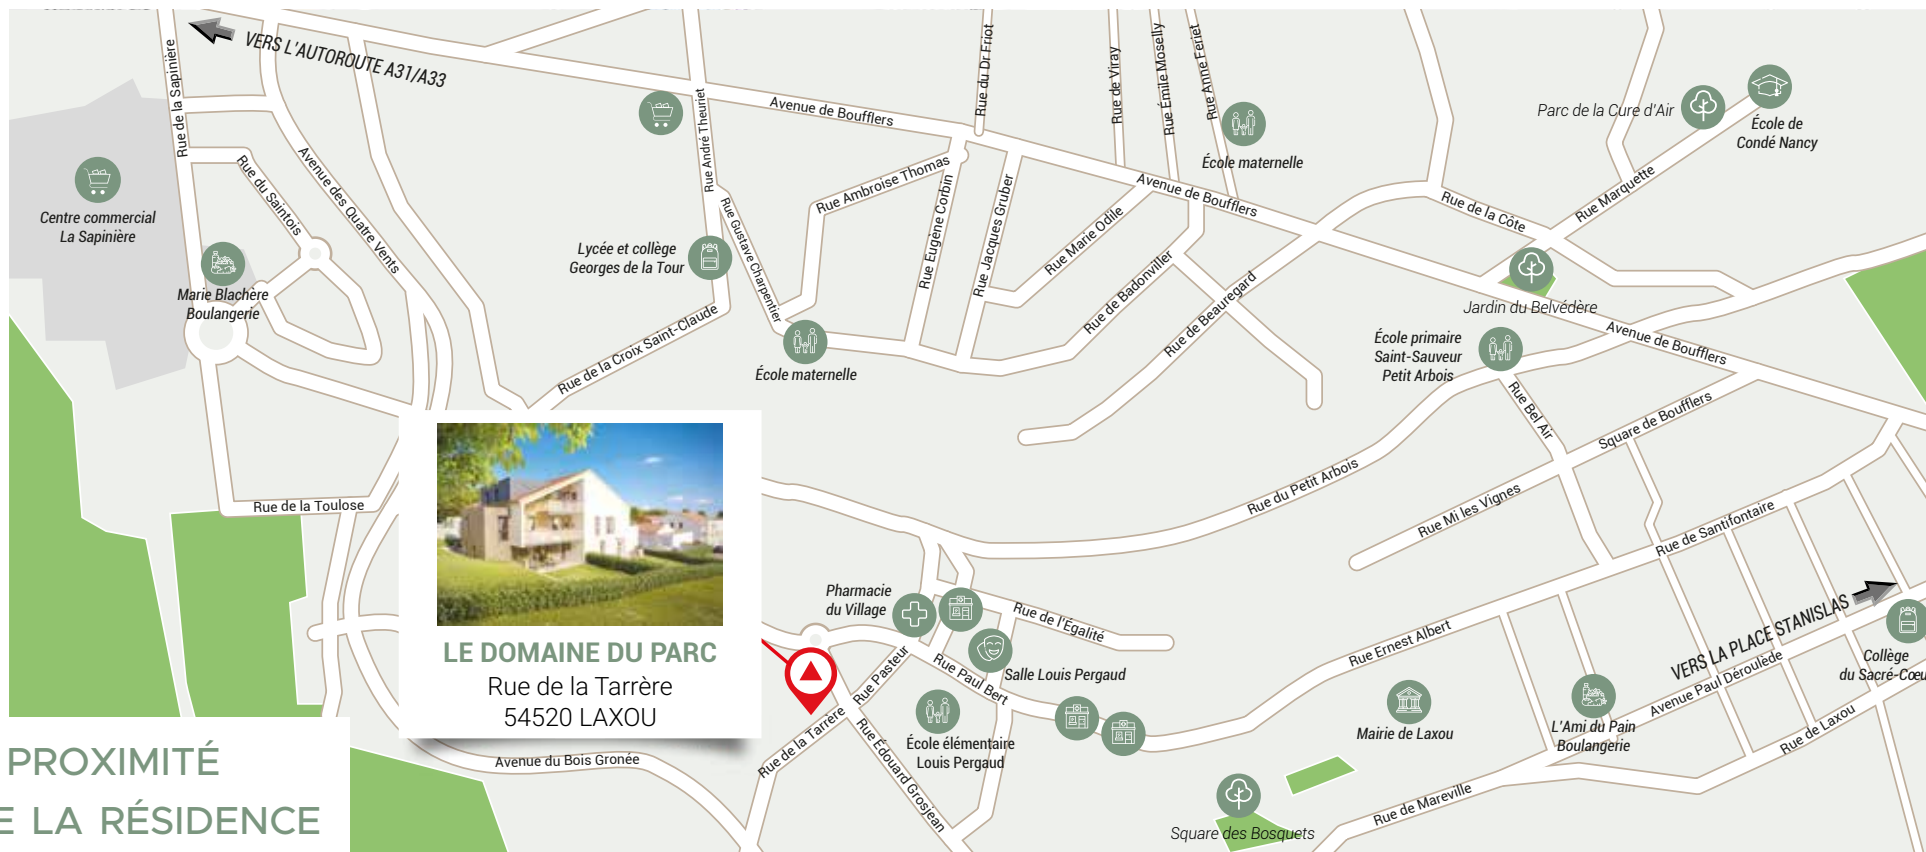 VERS L'AUTOROUTE A31/A33
Rue de la Sapinière
Centre commercial
La Sapinière
Rue du Saintois
Avenue des Quatre Vents
Marie Blachère
Boulangerie
Rue de la Toulose
Rue André Theuriet
Avenue de Boufflers
Rue du Dr Friot
Rue de Viray
Rue Émile Moselly
Rue Anne Feriet
École maternelle
Parc de la Cure d'Air
École de
Condé Nancy
Rue Marquette
Rue de la Côte
Avenue de Boufflers
Rue Ambroise Thomas
Rue Gustave Charpentier
Rue Eugène Corbin
Rue Jacques Gruber
Rue Marie Odile
Rue de Badonviller
Rue de Beauregard
Lycée et collège
Georges de la Tour
Rue de la Croix Saint-Claude
École maternelle
Jardin du Belvédère
Avenue de Boufflers
École primaire
Saint-Sauveur
Petit Arbois
Rue Bel Air
Square de Boufflers
Rue du Petit Arbois
Rue Mi les Vignes
Rue de Santifontaire
LE DOMAINE DU PARC
Rue de la Tarrère
54520 LAXOU
Pharmacie
du Village
Rue de l'Égalité
Salle Louis Pergaud
Rue Pasteur
Rue Paul Bert
Rue Ernest Albert
VERS LA PLACE STANISLAS
Avenue Paul Déroulede
Collège
du Sacré-Cœu
Rue de la Tarrère
Rue Édouard Grosjean
École élémentaire
Louis Pergaud
Mairie de Laxou
L'Ami du Pain
Boulangerie
Rue de Laxou
Avenue du Bois Gronée
Rue de Mareville
Square des Bosquets
PROXIMITÉ
E LA RÉSIDENCE